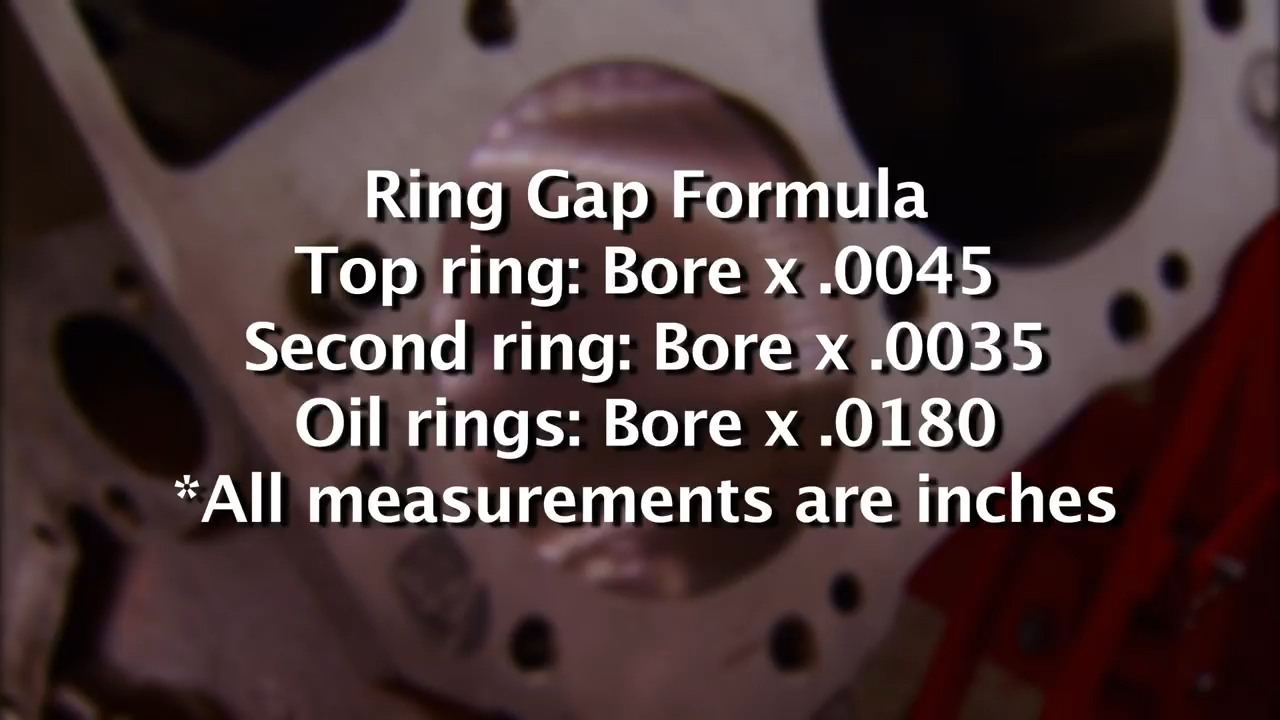 Ring Gap Formula
Top ring: Bore x .0045
Second ring: Bore x .0035
Oil rings: Bore x .0180
*All measurements are inches